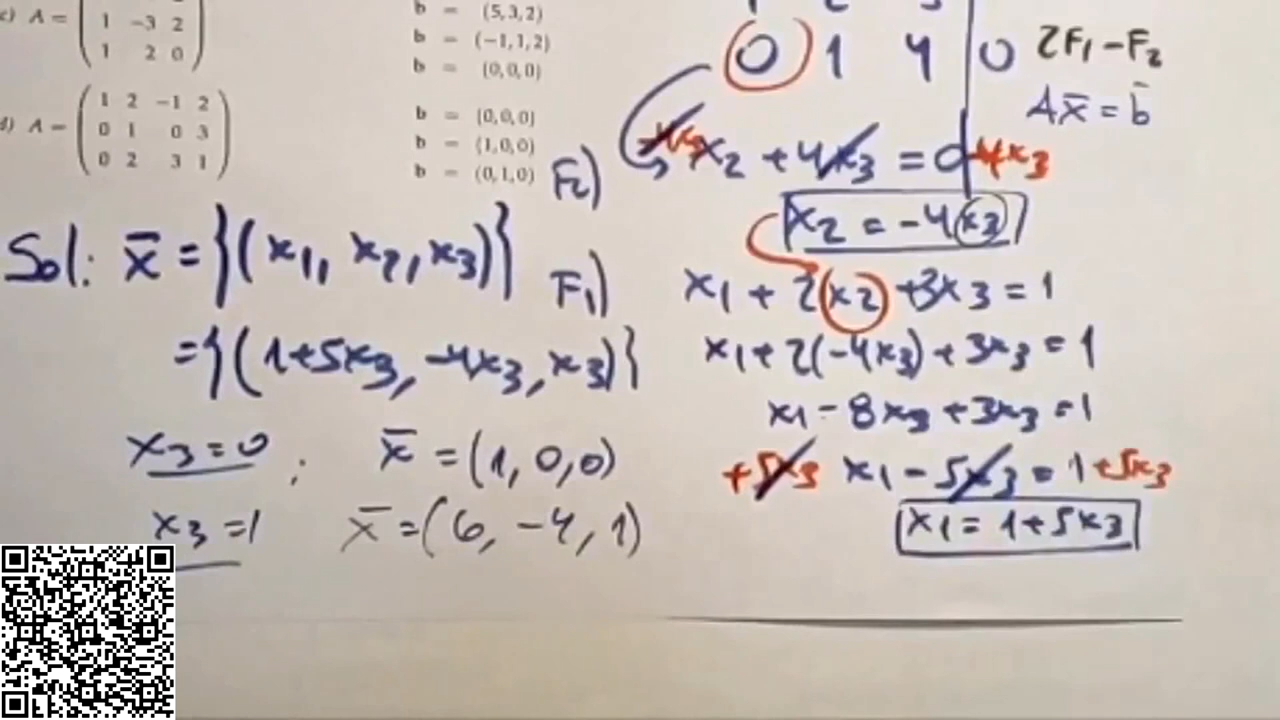 c) A = ( 1 -3 2
1 2 0 )
b = (5,3,2)
b = (-1,1,2)
b = (0,0,0)
A = ( 1 2 -1 2
0 1 0 3
0 2 3 1 )
b = (0,0,0)
b = (1,0,0)
b = (0,1,0)
0 1 4 | 0 2F1 - F2
Ax̄ = b̄
F2) x2 + 4x3 = 0 -4x3
x2 = -4x3
F1) x1 + 2(x2) + 3x3 = 1
x1 + 2(-4x3) + 3x3 = 1
x1 - 8x3 + 3x3 = 1
+5x3 x1 - 5x3 = 1 +5x3
x1 = 1+5x3
Sol: x̄ = {(x1, x2, x3)}
= {(1+5x3, -4x3, x3)}
x3 = 0 ; x̄ = (1, 0, 0)
x3 = 1 x̄ = (6, -4, 1)